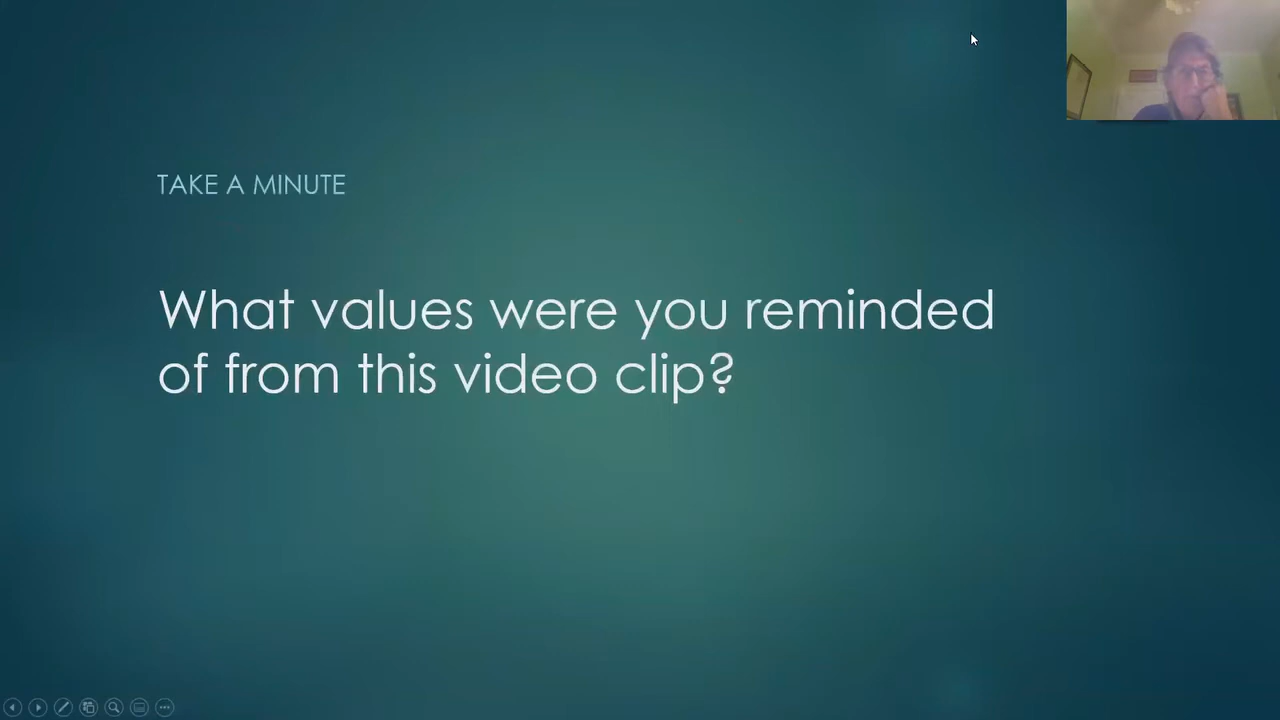 TAKE A MINUTE
What values were you reminded
of from this video clip?